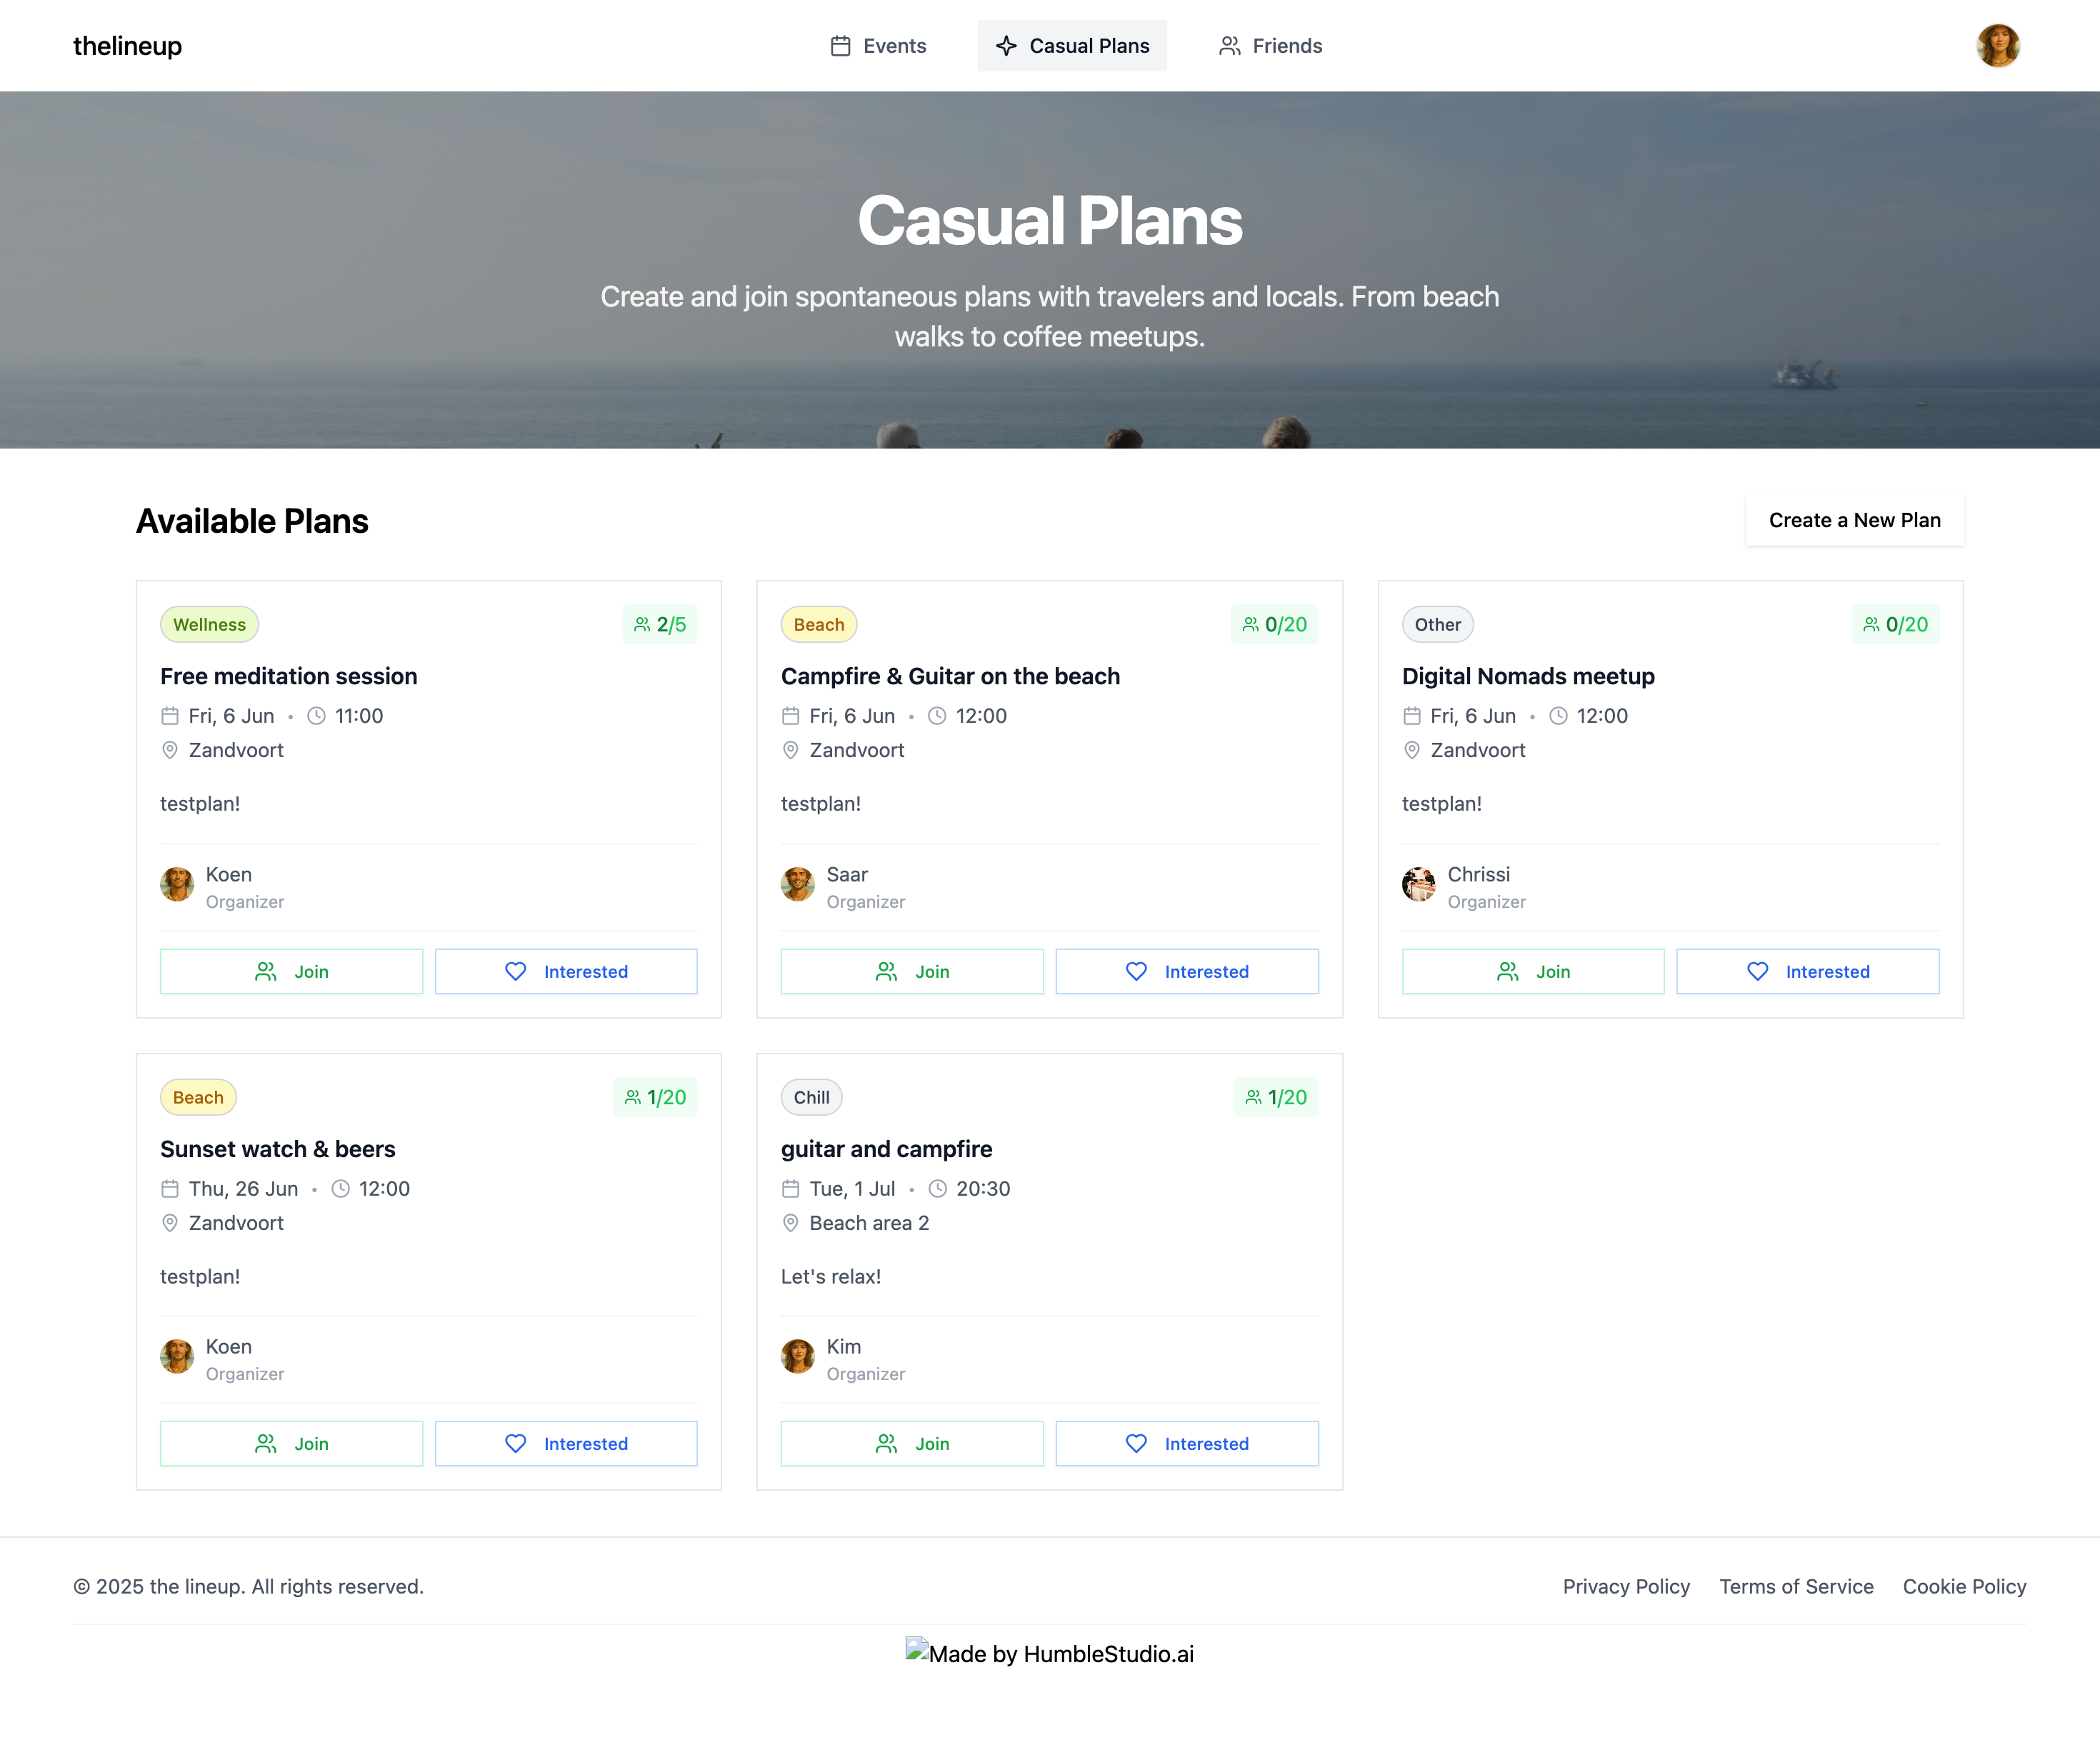 thelineup
Events
Casual Plans
Friends
Casual Plans
Create and join spontaneous plans with travelers and locals. From beach
walks to coffee meetups.
Available Plans
Create a New Plan
Wellness
2/5
Free meditation session
Fri, 6 Jun • 11:00
Zandvoort
testplan!
Koen
Organizer
Join
Interested
Beach
0/20
Campfire & Guitar on the beach
Fri, 6 Jun • 12:00
Zandvoort
testplan!
Saar
Organizer
Join
Interested
Other
0/20
Digital Nomads meetup
Fri, 6 Jun • 12:00
Zandvoort
testplan!
Chrissi
Organizer
Join
Interested
Beach
1/20
Sunset watch & beers
Thu, 26 Jun • 12:00
Zandvoort
testplan!
Koen
Organizer
Join
Interested
Chill
1/20
guitar and campfire
Tue, 1 Jul • 20:30
Beach area 2
Let's relax!
Kim
Organizer
Join
Interested
© 2025 the lineup. All rights reserved.
Privacy Policy
Terms of Service
Cookie Policy
Made by HumbleStudio.ai